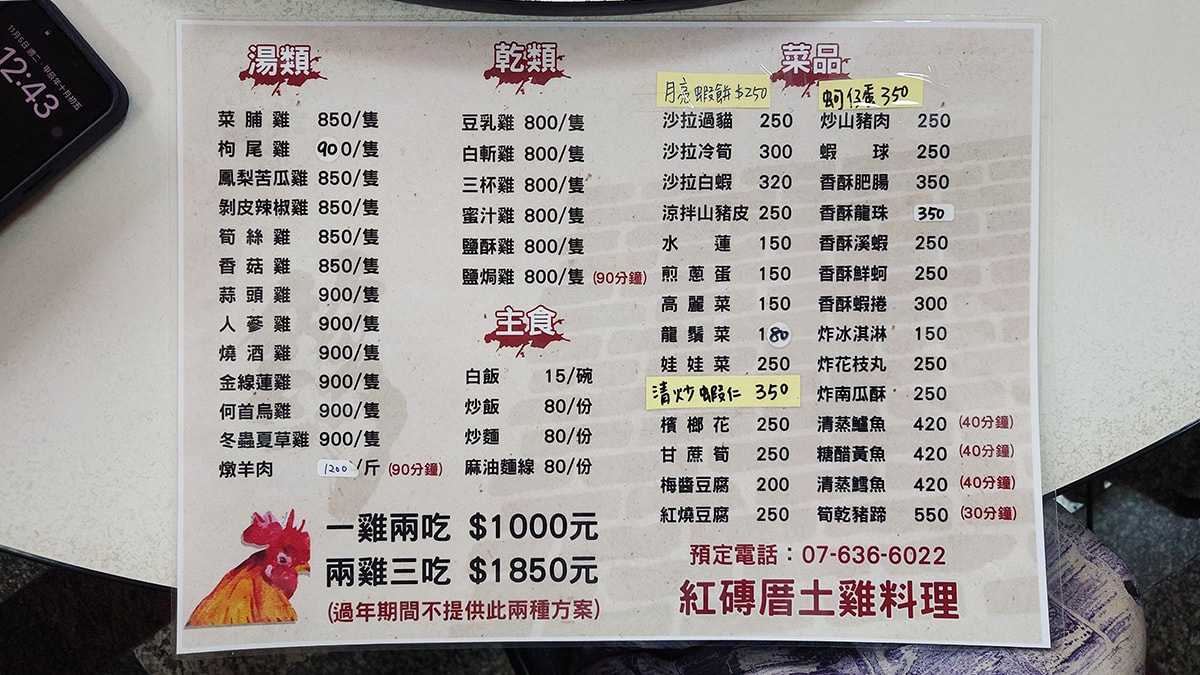 11月5日 週二·甲辰年十月初五
12:43
湯類
菜脯雞 850/隻
枸尾雞 900/隻
鳳梨苦瓜雞 850/隻
剝皮辣椒雞 850/隻
筍絲雞 850/隻
香菇雞 850/隻
蒜頭雞 900/隻
人蔘雞 900/隻
燒酒雞 900/隻
金線蓮雞 900/隻
何首烏雞 900/隻
冬蟲夏草雞 900/隻
燉羊肉 1200/斤 (90分鐘)
乾類
豆乳雞 800/隻
白斬雞 800/隻
三杯雞 800/隻
蜜汁雞 800/隻
鹽酥雞 800/隻
鹽焗雞 800/隻 (90分鐘)
主食
白飯 15/碗
炒飯 80/份
炒麵 80/份
麻油麵線 80/份
菜品
月亮蝦餅 $250
沙拉過貓 250
沙拉冷筍 300
沙拉白蝦 320
涼拌山豬皮 250
水蓮 150
煎蔥蛋 150
高麗菜 150
龍鬚菜 180
娃娃菜 250
清炒蝦仁 350
檳榔花 250
甘蔗筍 250
梅醬豆腐 200
紅燒豆腐 250
蚵仔蛋 350
炒山豬肉 250
蝦球 250
香酥肥腸 350
香酥龍珠 350
香酥溪蝦 250
香酥鮮蚵 250
香酥蝦捲 300
炸冰淇淋 150
炸花枝丸 250
炸南瓜酥 250
清蒸鱸魚 420 (40分鐘)
糖醋黃魚 420 (40分鐘)
清蒸鱈魚 420 (40分鐘)
筍乾豬蹄 550 (30分鐘)
一雞兩吃 $1000元
兩雞三吃 $1850元
(過年期間不提供此兩種方案)
預定電話：07-636-6022
紅磚厝土雞料理